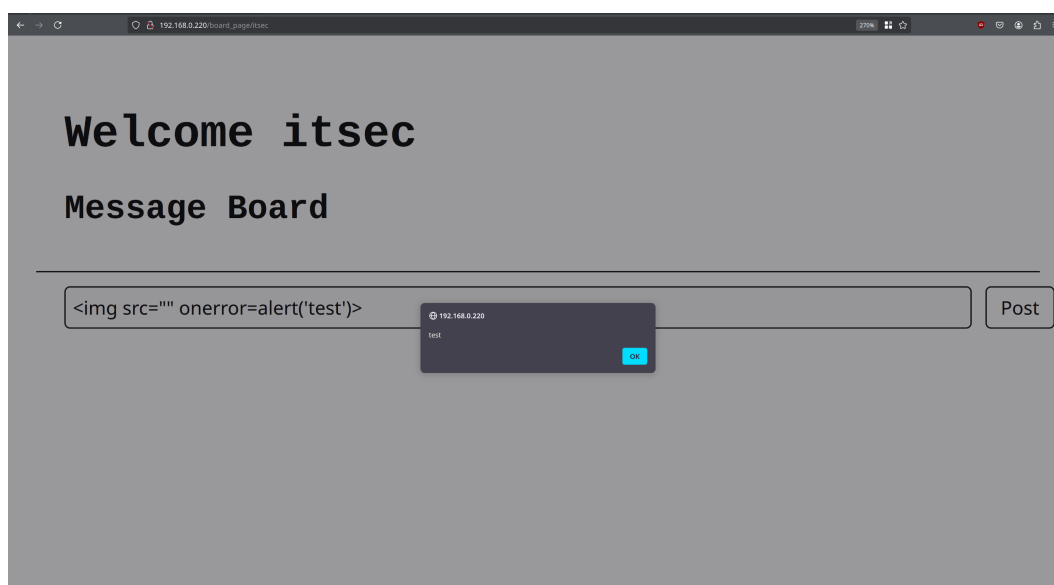 192.168.0.220/board_page/itsec
270%
Welcome itsec
Message Board
<img src="" onerror=alert('test')>
Post
192.168.0.220
test
OK